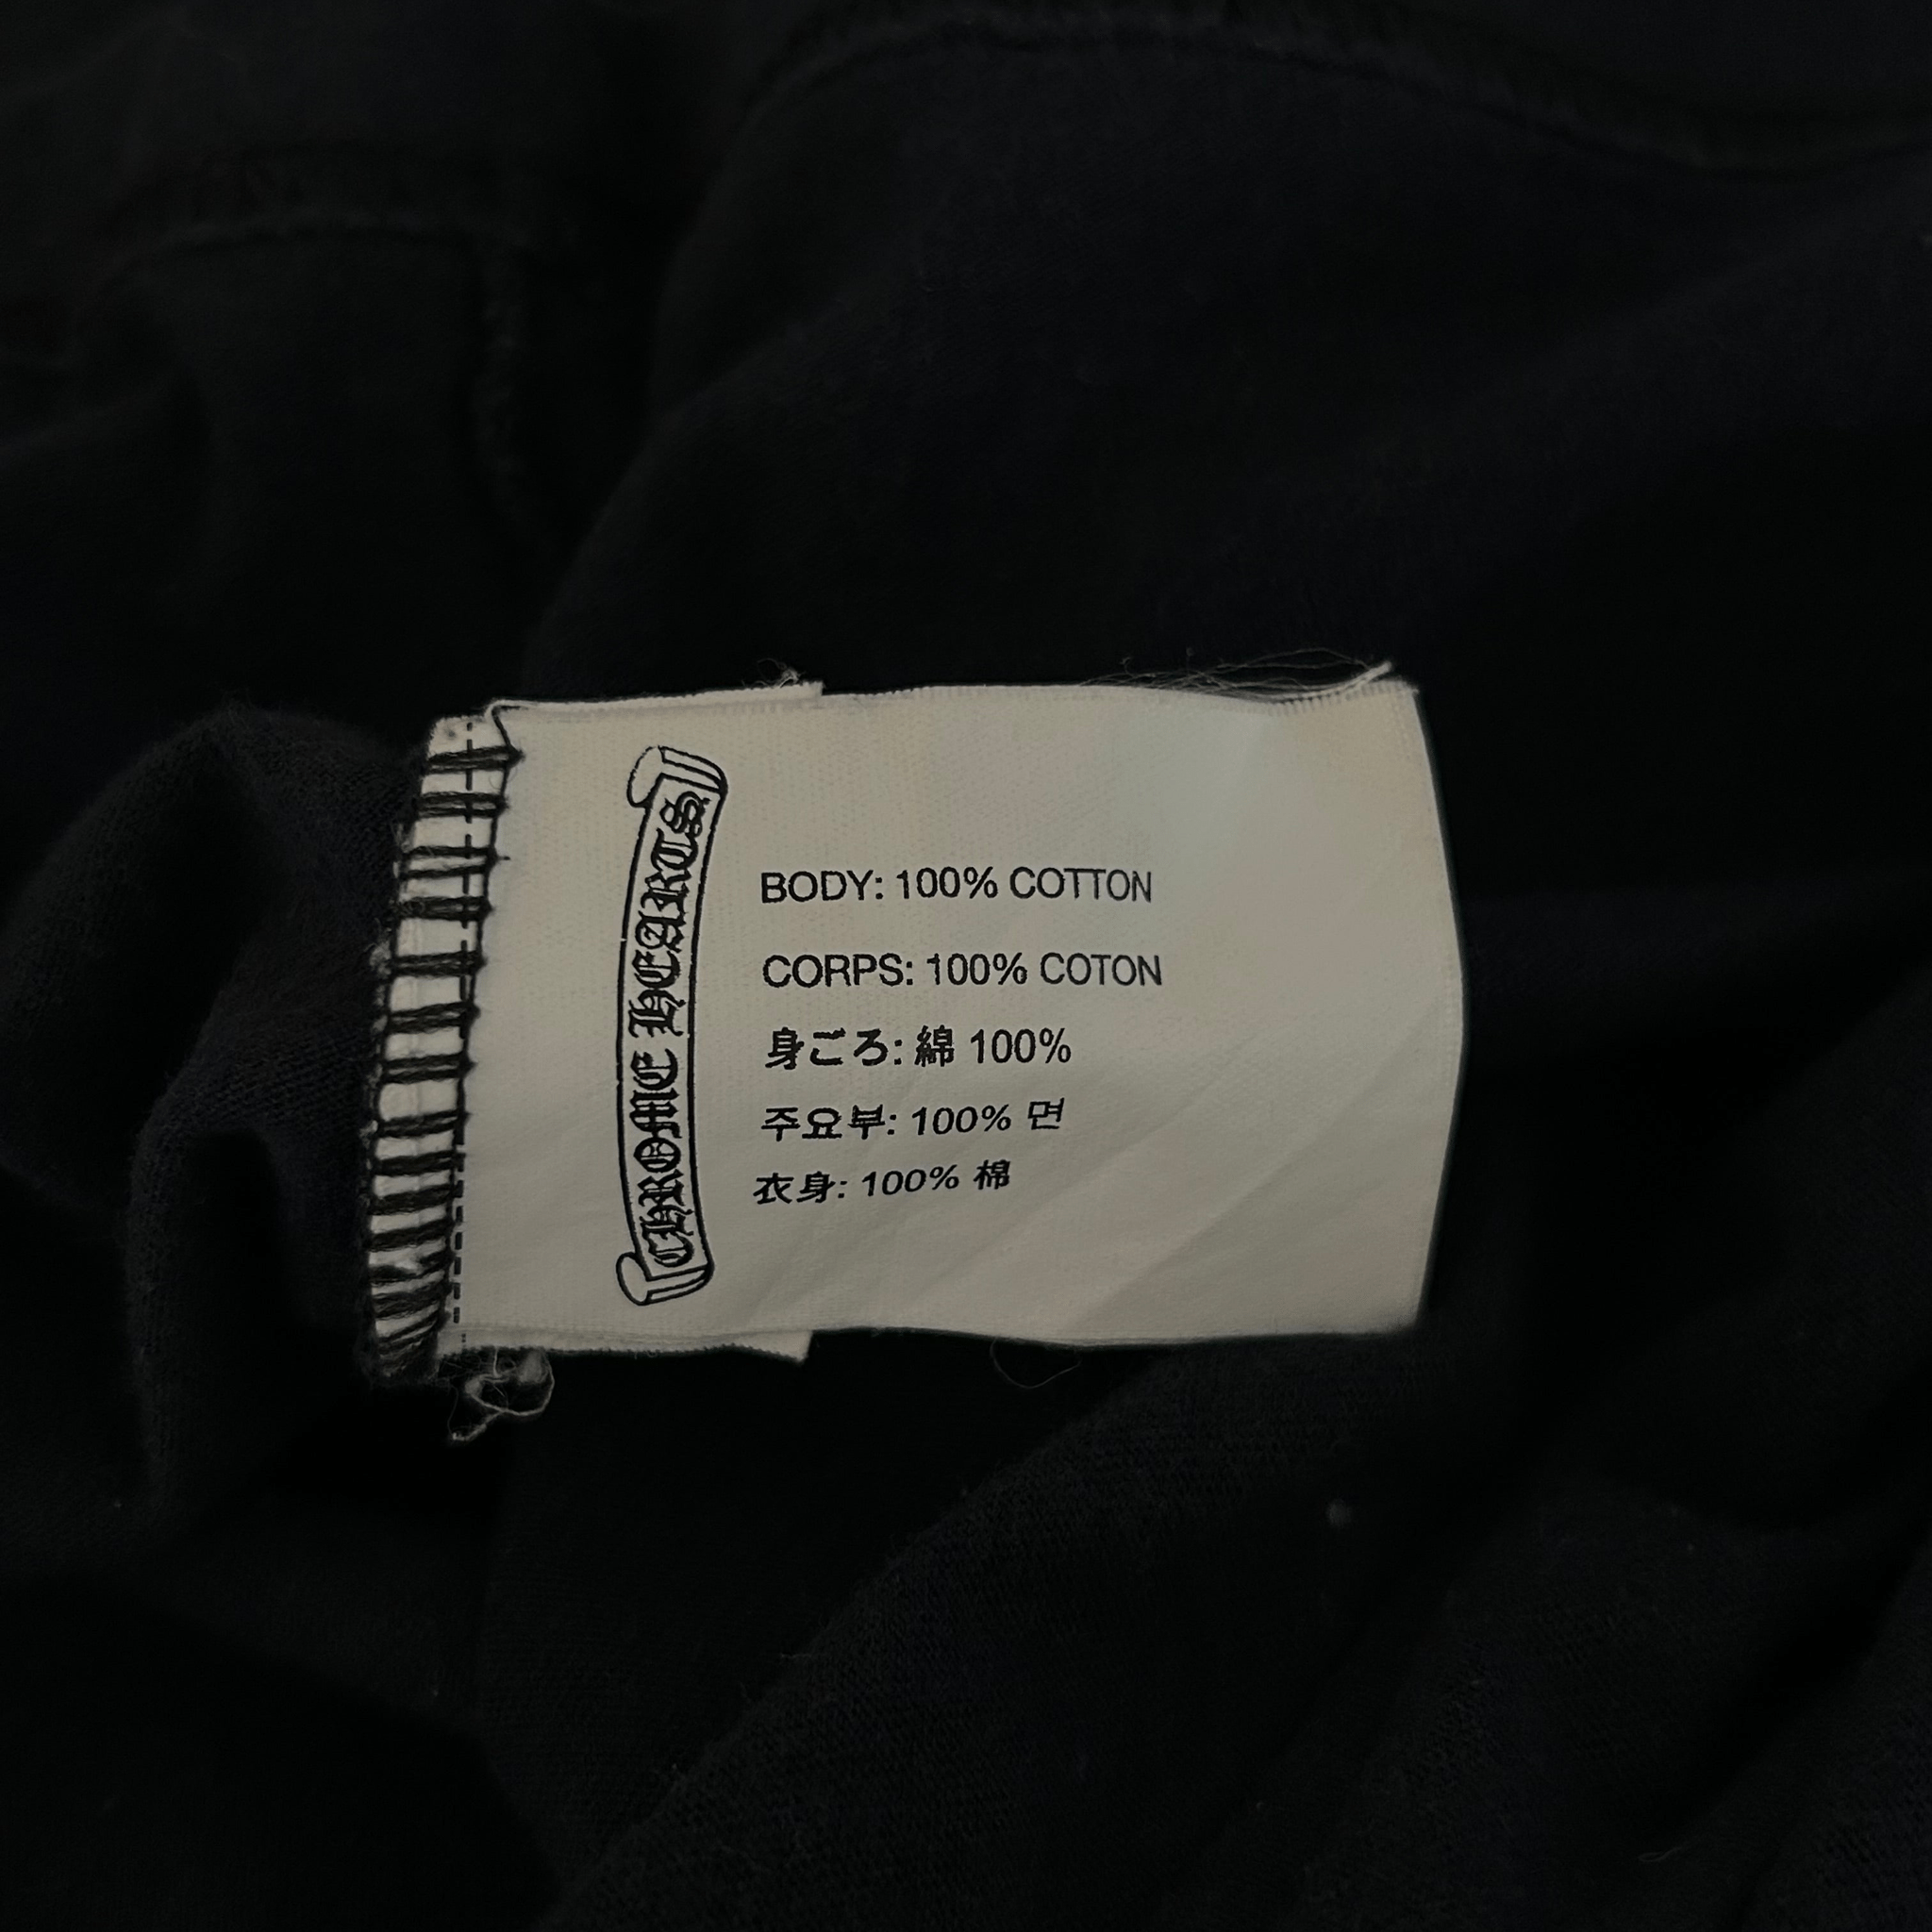 CHROME HEARTS
BODY: 100% COTTON
CORPS: 100% COTON
身ごろ: 綿 100%
주요부: 100% 면
衣身: 100% 棉